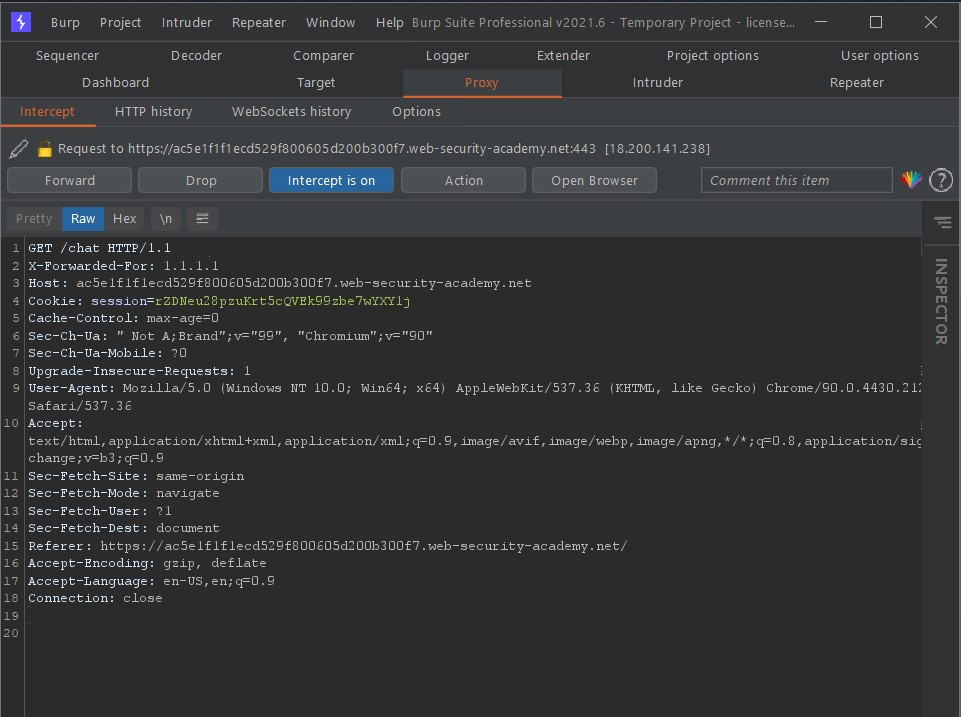 Burp Project Intruder Repeater Window Help Burp Suite Professional v2021.6 - Temporary Project - license...
Sequencer Decoder Comparer Logger Extender Project options User options
Dashboard Target Proxy Intruder Repeater
Intercept HTTP history WebSockets history Options
Request to https://ac5e1f1f1ecd529f800605d200b300f7.web-security-academy.net:443 [18.200.141.238]
Forward Drop Intercept is on Action Open Browser Comment this item ?
Pretty Raw Hex \n
INSPECTOR
1 GET /chat HTTP/1.1
2 X-Forwarded-For: 1.1.1.1
3 Host: ac5e1f1f1ecd529f800605d200b300f7.web-security-academy.net
4 Cookie: session=rZDNeu28pzuKrt5cQVEk99zbe7wYXYlj
5 Cache-Control: max-age=0
6 Sec-Ch-Ua: " Not A;Brand";v="99", "Chromium";v="90"
7 Sec-Ch-Ua-Mobile: ?0
8 Upgrade-Insecure-Requests: 1
9 User-Agent: Mozilla/5.0 (Windows NT 10.0; Win64; x64) AppleWebKit/537.36 (KHTML, like Gecko) Chrome/90.0.4430.212
Safari/537.36
10 Accept:
text/html,application/xhtml+xml,application/xml;q=0.9,image/avif,image/webp,image/apng,*/*;q=0.8,application/sig
change;v=b3;q=0.9
11 Sec-Fetch-Site: same-origin
12 Sec-Fetch-Mode: navigate
13 Sec-Fetch-User: ?1
14 Sec-Fetch-Dest: document
15 Referer: https://ac5e1f1f1ecd529f800605d200b300f7.web-security-academy.net/
16 Accept-Encoding: gzip, deflate
17 Accept-Language: en-US,en;q=0.9
18 Connection: close
19
20